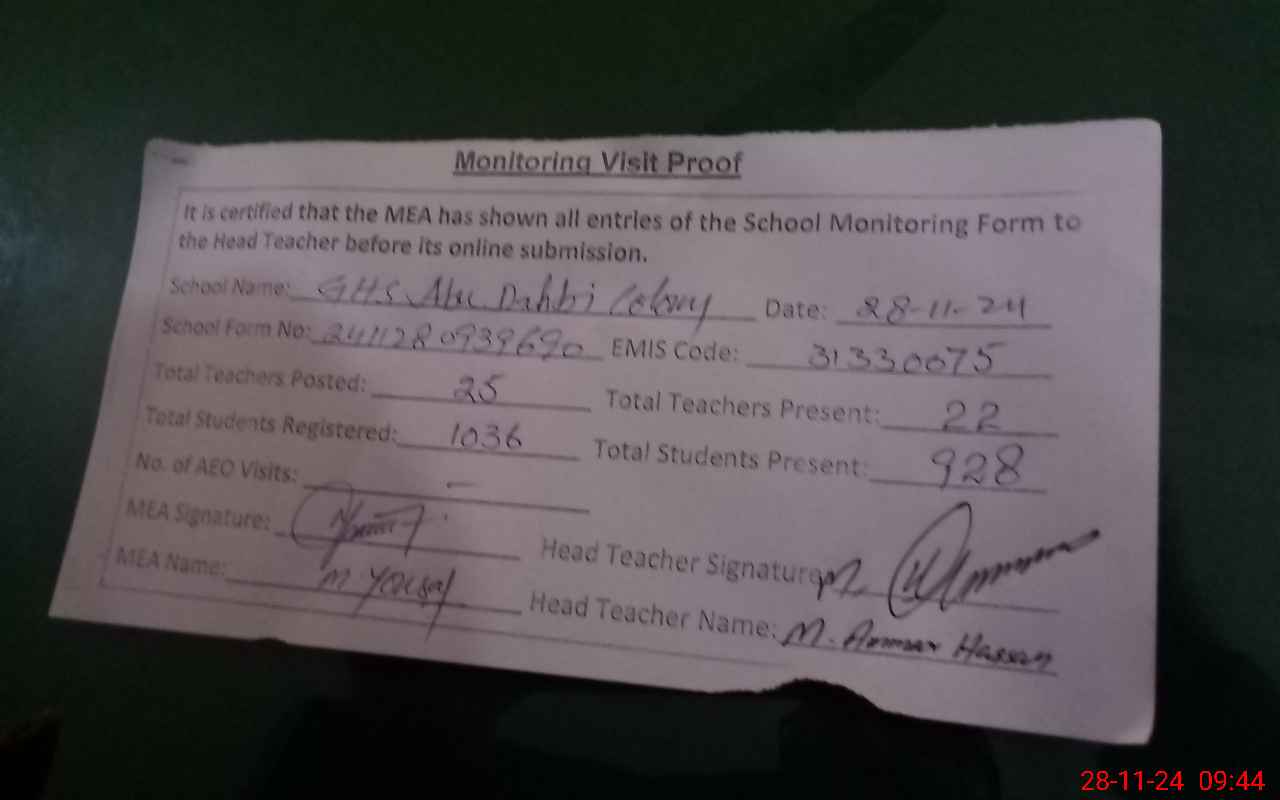 Monitoring Visit Proof
It is certified that the MEA has shown all entries of the School Monitoring Form to
the Head Teacher before its online submission.
School Name: GHS Abu Dahbi Colony Date: 28-11-24
School Form No: 2411280939690 EMIS Code: 31330075
Total Teachers Posted: 25 Total Teachers Present: 22
Total Students Registered: 1036 Total Students Present: 928
No. of AEO Visits: -
MEA Signature: Head Teacher Signature
MEA Name: M. Yousaf Head Teacher Name: M. Hassan
28-11-24 09:44